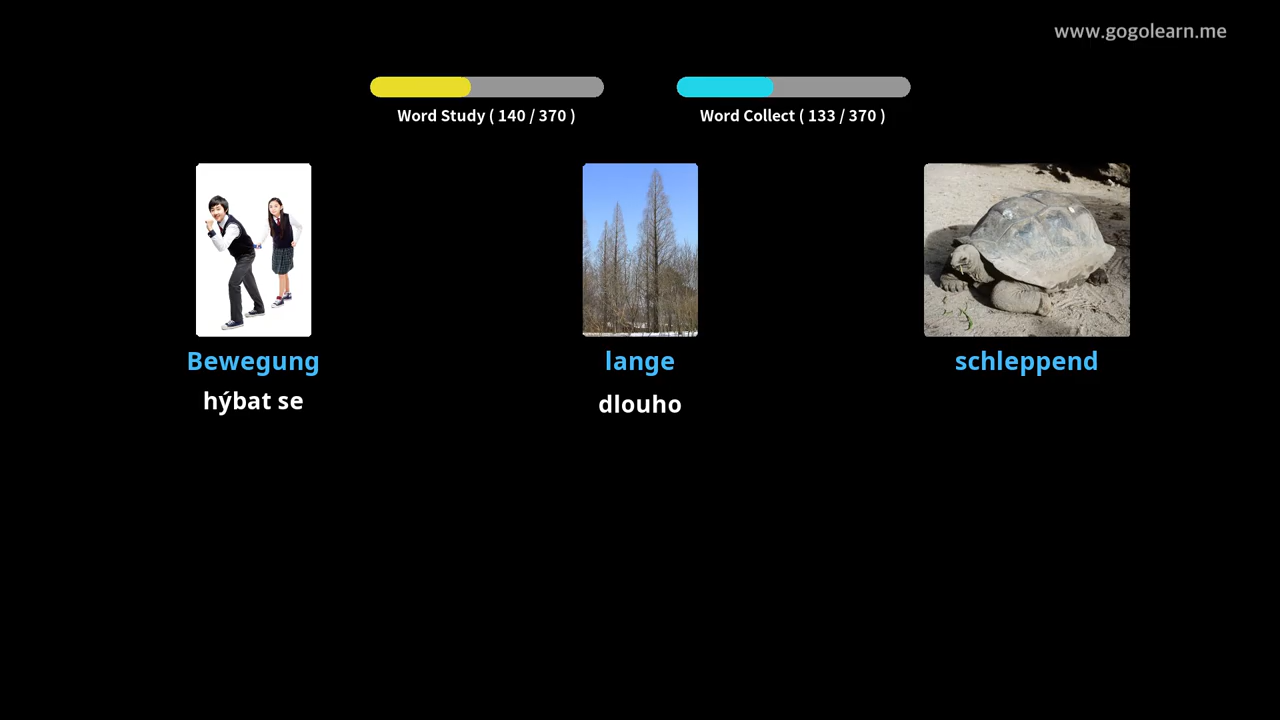 www.gogolearn.me
Word Study ( 140 / 370 )
Word Collect ( 133 / 370 )
Bewegung
hýbat se
lange
dlouho
schleppend